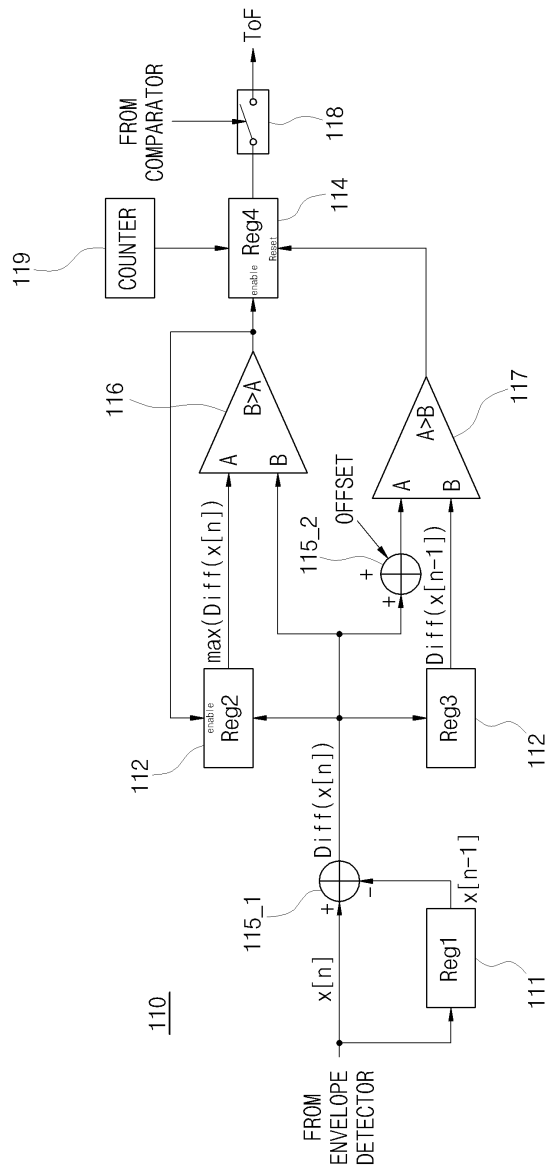 110
FROM
ENVELOPE
DETECTOR
x[n]
Reg1
111
x[n-1]
+
-
115_1
Diff(x[n])
enable
Reg2
112
max(Diff(x[n])
Reg3
112
Diff(x[n-1])
+
+
115_2
OFFSET
A
B
B>A
116
A
B
A>B
117
COUNTER
119
enable
Reg4
Reset
114
FROM
COMPARATOR
118
ToF